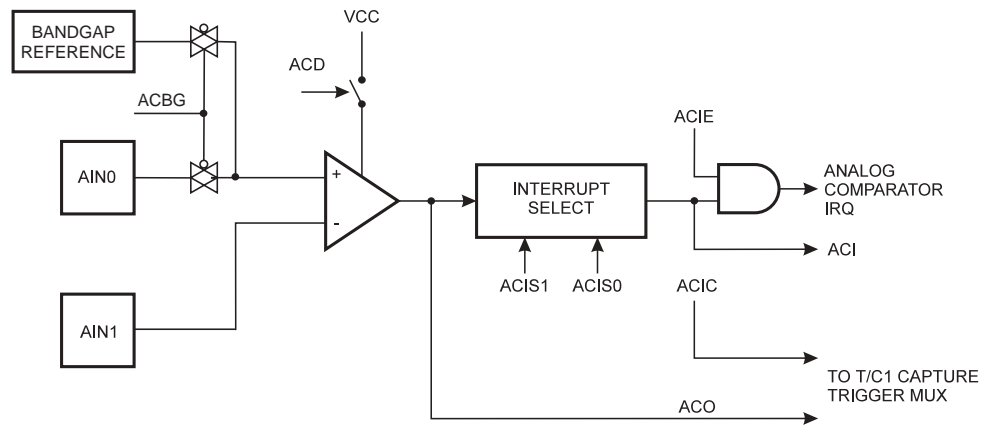 BANDGAP
REFERENCE
VCC
ACD
ACBG
ACIE
AIN0
+
-
INTERRUPT
SELECT
ANALOG
COMPARATOR
IRQ
ACI
ACIS1
ACIS0
ACIC
AIN1
TO T/C1 CAPTURE
TRIGGER MUX
ACO